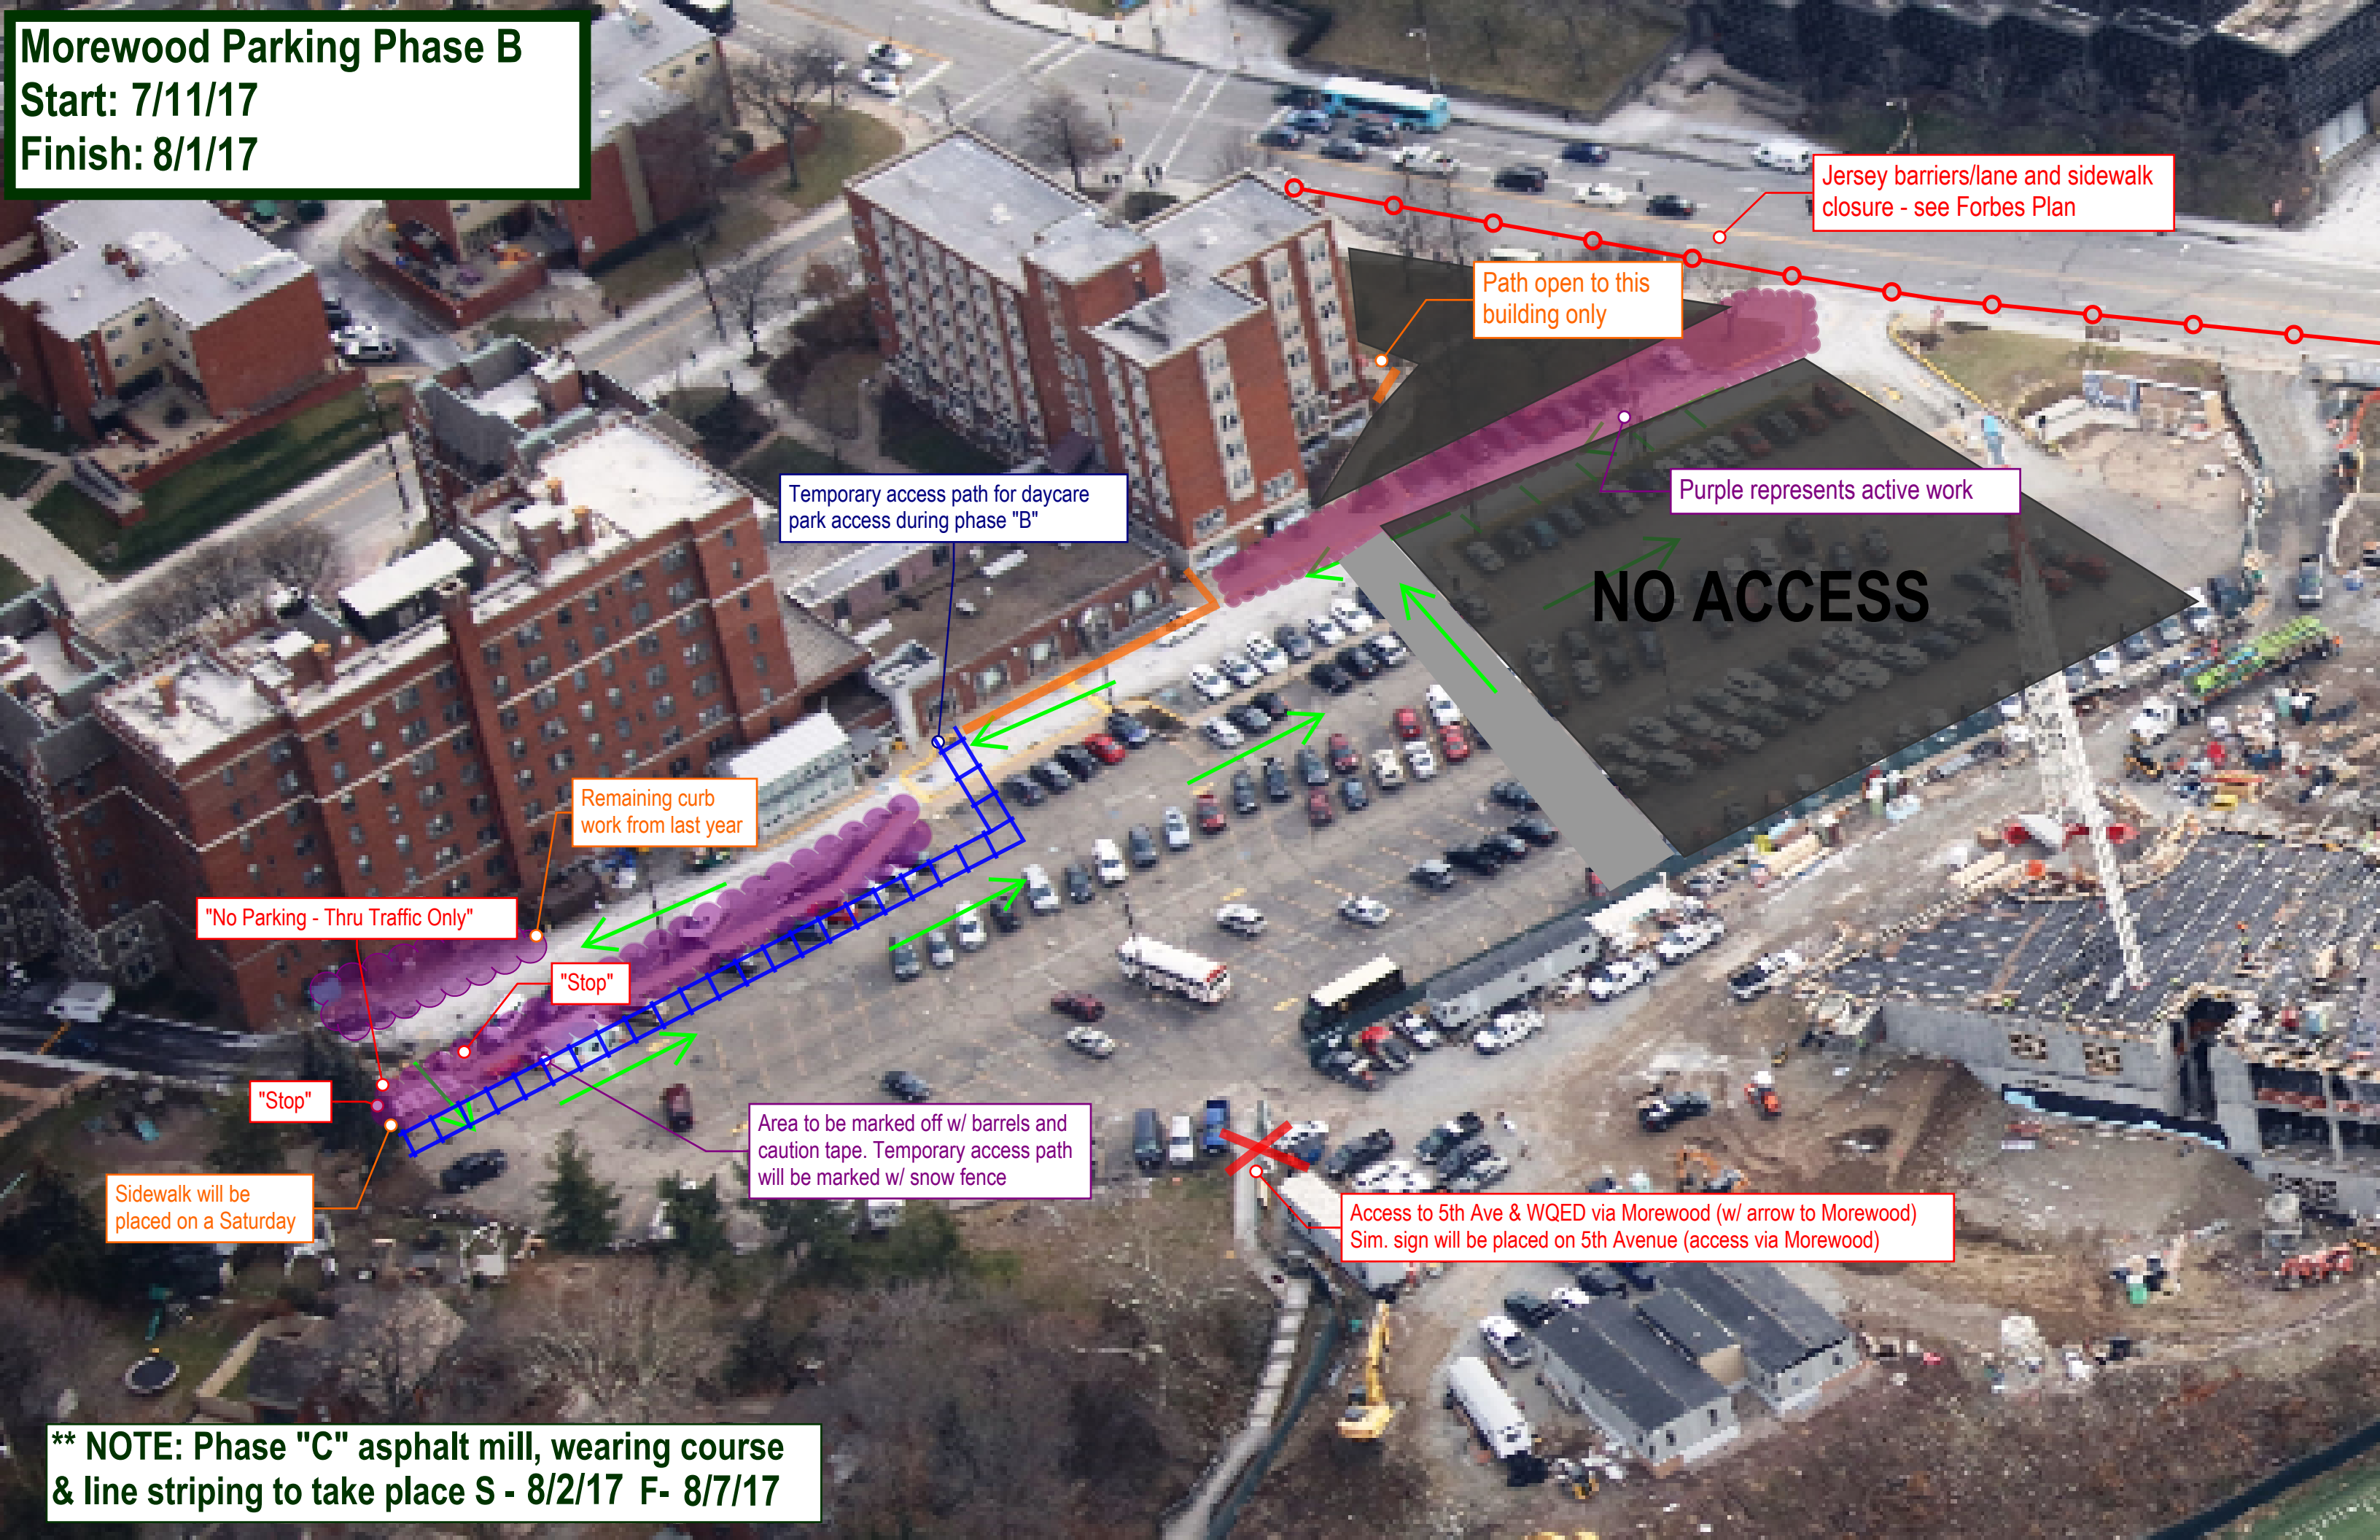 Morewood Parking Phase B
Start: 7/11/17
Finish: 8/1/17
Jersey barriers/lane and sidewalk
closure - see Forbes Plan
Path open to this
building only
Temporary access path for daycare
park access during phase "B"
Purple represents active work
NO ACCESS
Remaining curb
work from last year
"No Parking - Thru Traffic Only"
"Stop"
"Stop"
Area to be marked off w/ barrels and
caution tape. Temporary access path
will be marked w/ snow fence
Sidewalk will be
placed on a Saturday
Access to 5th Ave & WQED via Morewood (w/ arrow to Morewood)
Sim. sign will be placed on 5th Avenue (access via Morewood)
** NOTE: Phase "C" asphalt mill, wearing course
& line striping to take place S - 8/2/17 F- 8/7/17